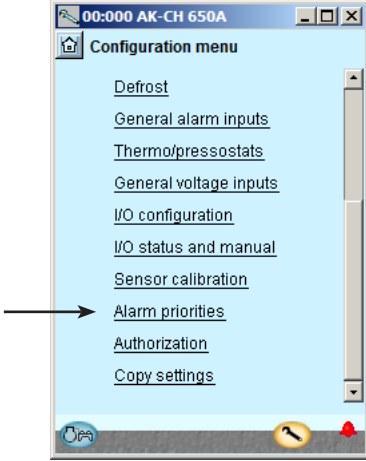 00:000 AK-CH 650A
Configuration menu
Defrost
General alarm inputs
Thermo/pressostats
General voltage inputs
I/O configuration
I/O status and manual
Sensor calibration
Alarm priorities
Authorization
Copy settings